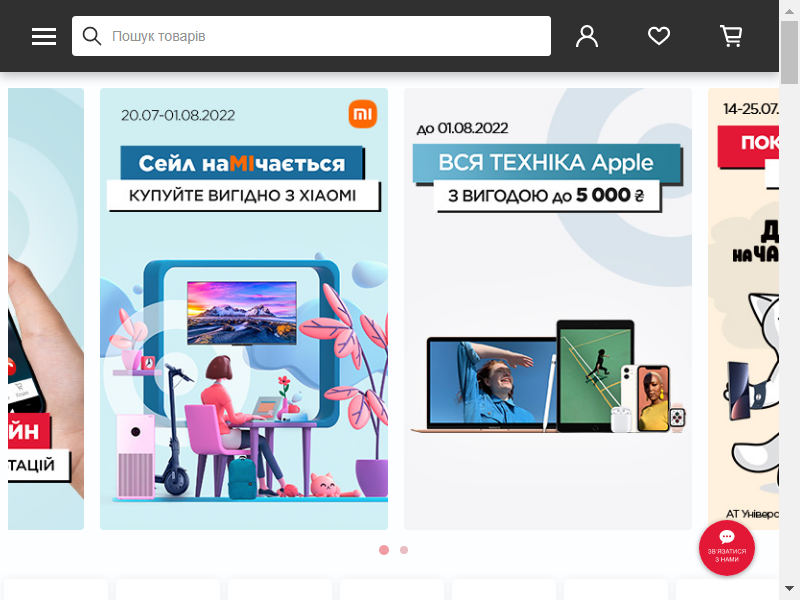 Пошук товарів
ЙН
ТАЦІЙ
20.07-01.08.2022
mi
Сейл наМІчається
КУПУЙТЕ ВИГІДНО З XIAOMI
до 01.08.2022
ВСЯ ТЕХНІКА Apple
З ВИГОДОЮ до 5 000 ₴
14-25.07.
ПОК
Д
на ЧА
АТ Універс
ЗВ'ЯЗАТИСЯ
З НАМИ